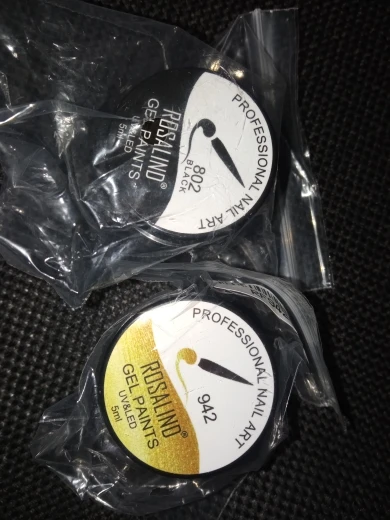 PROFESSIONAL NAIL ART
802
BLACK
ROSALIND®
GEL PAINTS
UV&LED
5ml
PROFESSIONAL NAIL ART
942
ROSALIND®
GEL PAINTS
UV&LED
5ml